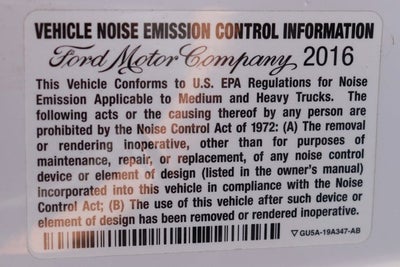 VEHICLE NOISE EMISSION CONTROL INFORMATION
Ford Motor Company 2016
This Vehicle Conforms to U.S. EPA Regulations for Noise
Emission Applicable to Medium and Heavy Trucks. The
following acts or the causing thereof by any person are
prohibited by the Noise Control Act of 1972: (A) The removal
or rendering inoperative, other than for purposes of
maintenance, repair, or replacement, of any noise control
device or element of design (listed in the owner's manual)
incorporated into this vehicle in compliance with the Noise
Control Act; (B) The use of this vehicle after such device or
element of design has been removed or rendered inoperative.
GU5A-19A347-AB